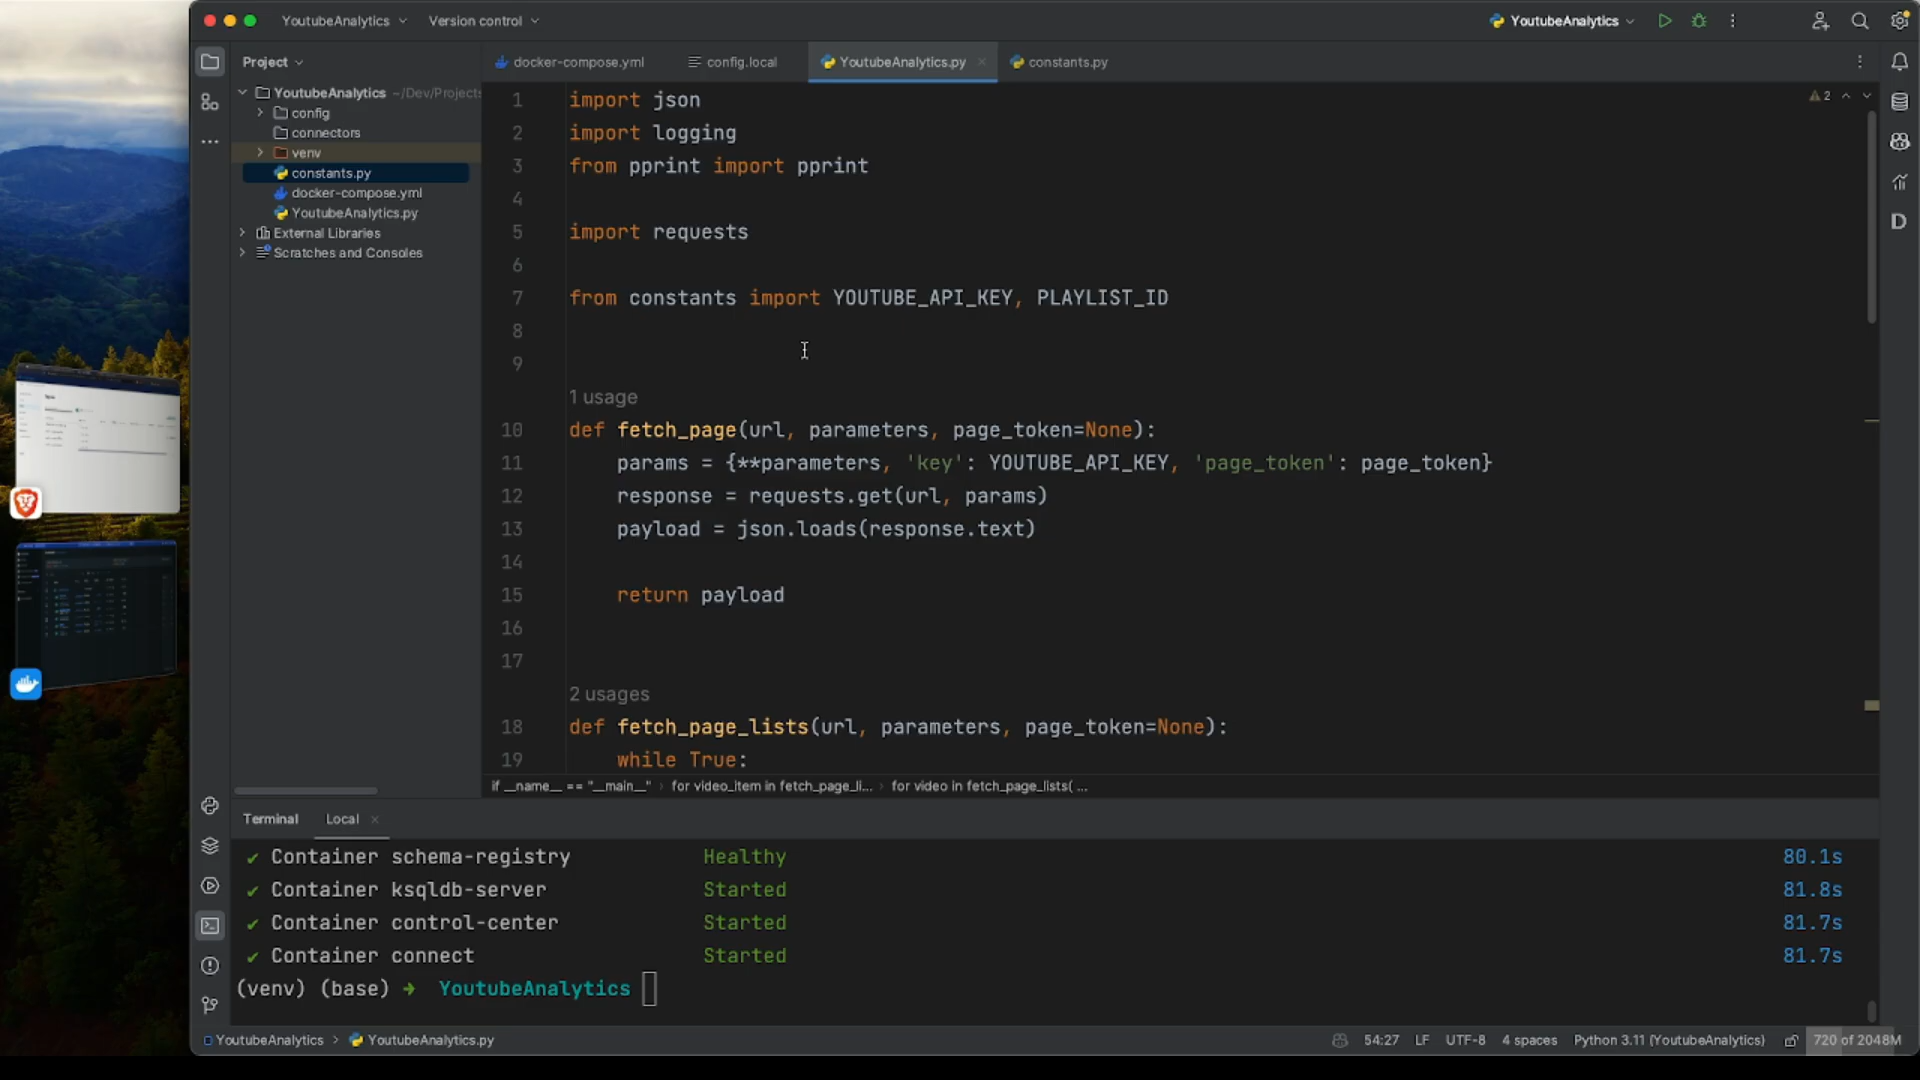 YoutubeAnalytics Version control YoutubeAnalytics
Project docker-compose.yml config.local YoutubeAnalytics.py constants.py
YoutubeAnalytics ~/Dev/Projects
config
connectors
venv
constants.py
docker-compose.yml
YoutubeAnalytics.py
External Libraries
Scratches and Consoles
2
1 import json
2 import logging
3 from pprint import pprint
4
5 import requests
6
7 from constants import YOUTUBE_API_KEY, PLAYLIST_ID
8
9
1 usage
10 def fetch_page(url, parameters, page_token=None):
11 params = {**parameters, 'key': YOUTUBE_API_KEY, 'page_token': page_token}
12 response = requests.get(url, params)
13 payload = json.loads(response.text)
14
15 return payload
16
17
2 usages
18 def fetch_page_lists(url, parameters, page_token=None):
19 while True:
if __name__ == "__main__" › for video_item in fetch_page_li... › for video in fetch_page_lists( ...
Terminal Local
✔ Container schema-registry Healthy 80.1s
✔ Container ksqldb-server Started 81.8s
✔ Container control-center Started 81.7s
✔ Container connect Started 81.7s
(venv) (base) ➜ YoutubeAnalytics
YoutubeAnalytics › YoutubeAnalytics.py 54:27 LF UTF-8 4 spaces Python 3.11 (YoutubeAnalytics) 720 of 2048M